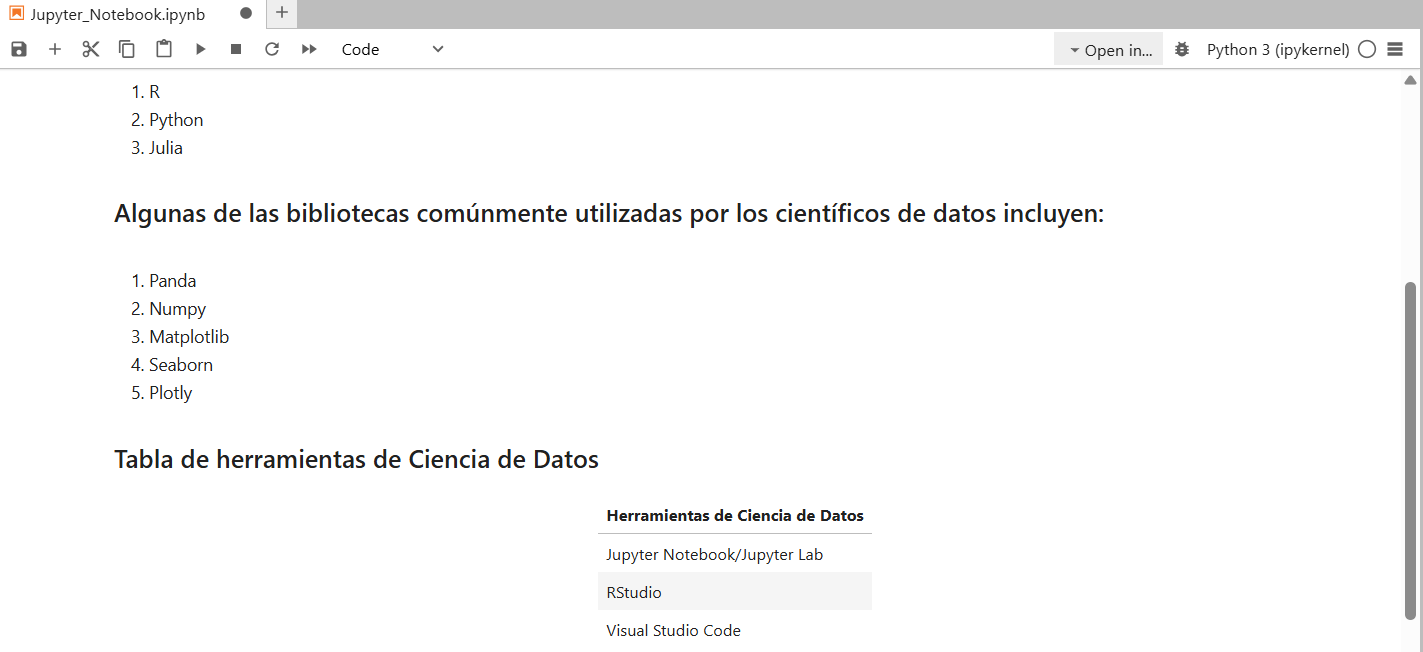 Jupyter_Notebook.ipynb
Code
Open in...
Python 3 (ipykernel)
1. R
2. Python
3. Julia
Algunas de las bibliotecas comúnmente utilizadas por los científicos de datos incluyen:
1. Panda
2. Numpy
3. Matplotlib
4. Seaborn
5. Plotly
Tabla de herramientas de Ciencia de Datos
Herramientas de Ciencia de Datos
Jupyter Notebook/Jupyter Lab
RStudio
Visual Studio Code